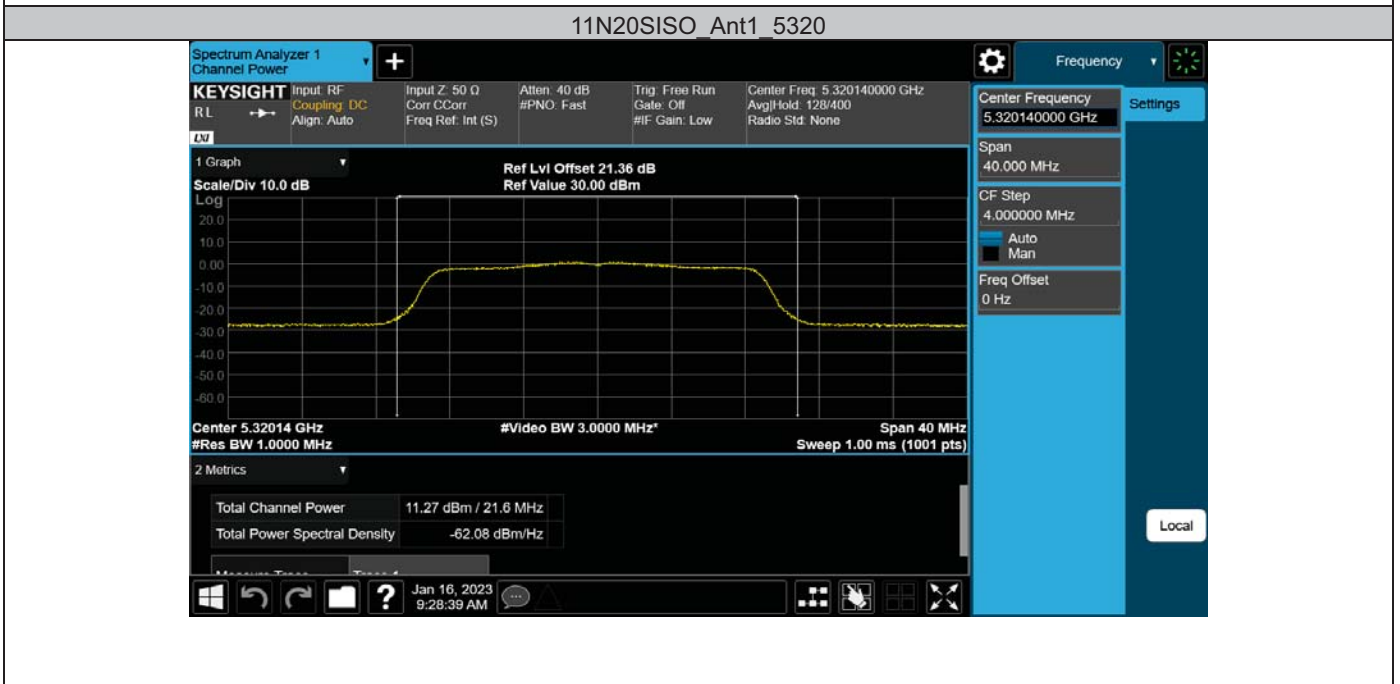 11N20SISO_Ant1_5320
Spectrum Analyzer 1
Channel Power
+
Frequency
KEYSIGHT
RL
LXI
Input: RF
Coupling: DC
Align: Auto
Input Z: 50 Ω
Corr CCorr
Freq Ref: Int (S)
Atten: 40 dB
#PNO: Fast
Trig: Free Run
Gate: Off
#IF Gain: Low
Center Freq: 5.320140000 GHz
Avg|Hold: 128/400
Radio Std: None
Center Frequency
5.320140000 GHz
Settings
Span
40.000 MHz
CF Step
4.000000 MHz
Auto
Man
Freq Offset
0 Hz
Local
1 Graph
Scale/Div 10.0 dB
Ref Lvl Offset 21.36 dB
Ref Value 30.00 dBm
Log
20.0
10.0
0.00
-10.0
-20.0
-30.0
-40.0
-50.0
-60.0
Center 5.32014 GHz
#Res BW 1.0000 MHz
#Video BW 3.0000 MHz*
Span 40 MHz
Sweep 1.00 ms (1001 pts)
2 Metrics
Total Channel Power 11.27 dBm / 21.6 MHz
Total Power Spectral Density -62.08 dBm/Hz
?
Jan 16, 2023
9:28:39 AM